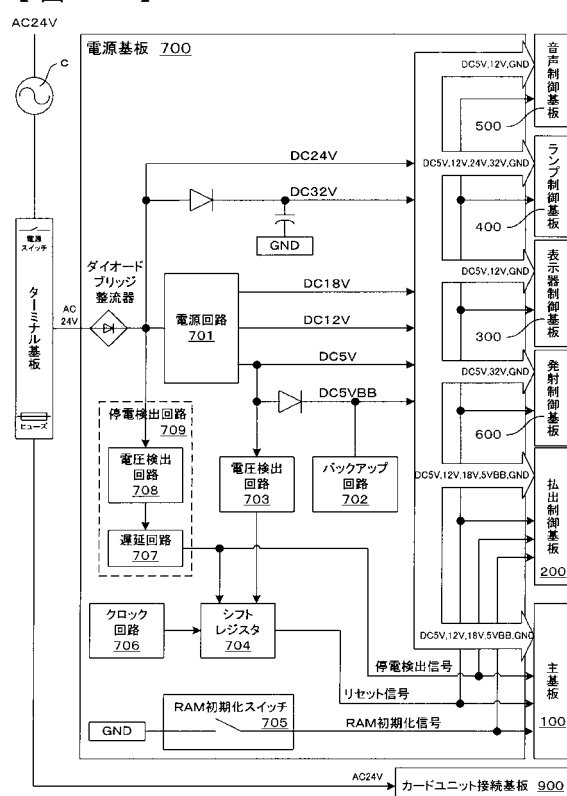 AC24V
C
電源
スイッチ
ターミナル基板
ヒューズ
AC
24V
ダイオード
ブリッジ
整流器
電源基板 700
DC24V
DC32V
GND
電源回路
701
DC18V
DC12V
DC5V
DC5VBB
停電検出回路
709
電圧検出
回路
708
遅延回路
707
電圧検出
回路
703
バックアップ
回路
702
クロック
回路
706
シフト
レジスタ
704
RAM初期化スイッチ
705
GND
停電検出信号
リセット信号
RAM初期化信号
DC5V,12V,GND
音声制御基板
500
DC5V,12V,24V,32V,GND
ランプ制御基板
400
DC5V,12V,GND
表示器制御基板
300
DC5V,32V,GND
発射制御基板
600
DC5V,12V,18V,5VBB,GND
払出制御基板
200
DC5V,12V,18V,5VBB,GND
主基板
100
AC24V
カードユニット接続基板 900